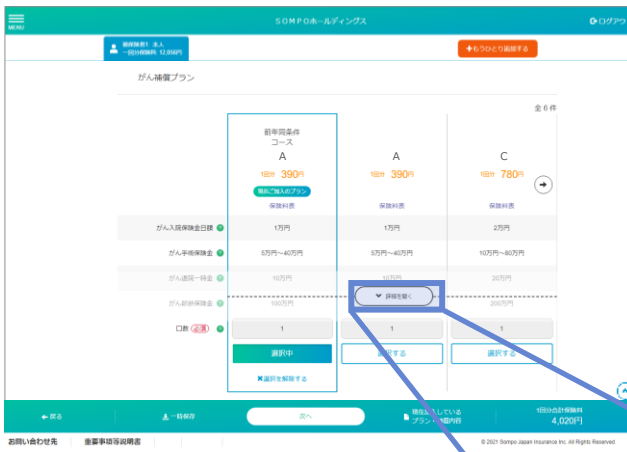 MENU
SOMPOホールディングス
ログアウ
被保険者1 本人
一回分保険料 12,050円
もうひとり追加する
がん補償プラン
全6件
前年同条件
コース
A
1回分 390円
現在ご加入のプラン
保険料表
A
1回分 390円
保険料表
C
1回分 780円
保険料表
がん入院保険金日額 1万円 1万円 2万円
がん手術保険金 5万円～40万円 5万円～40万円 10万円～80万円
がん退院一時金 10万円 10万円 20万円
詳細を開く
がん診断保険金 100万円 200万円
口数 必須 1 1 1
選択中 選択する 選択する
選択を解除する
戻る 一時保存 次へ
現在加入している
プラン・補償内容
1回分合計保険料
4,020[円]
お問い合わせ先 重要事項等説明書
© 2021 Sompo Japan Insurance Inc. All Rights Reserved.